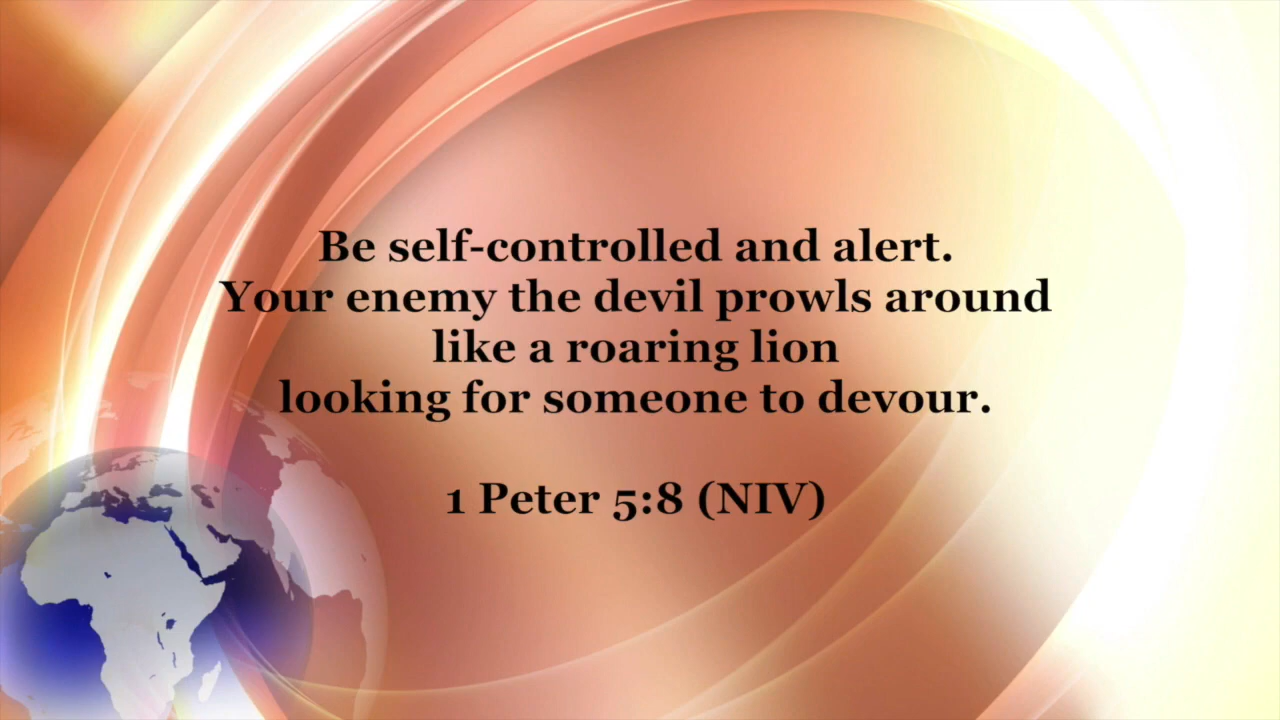 Be self-controlled and alert.
Your enemy the devil prowls around
like a roaring lion
looking for someone to devour.
1 Peter 5:8 (NIV)